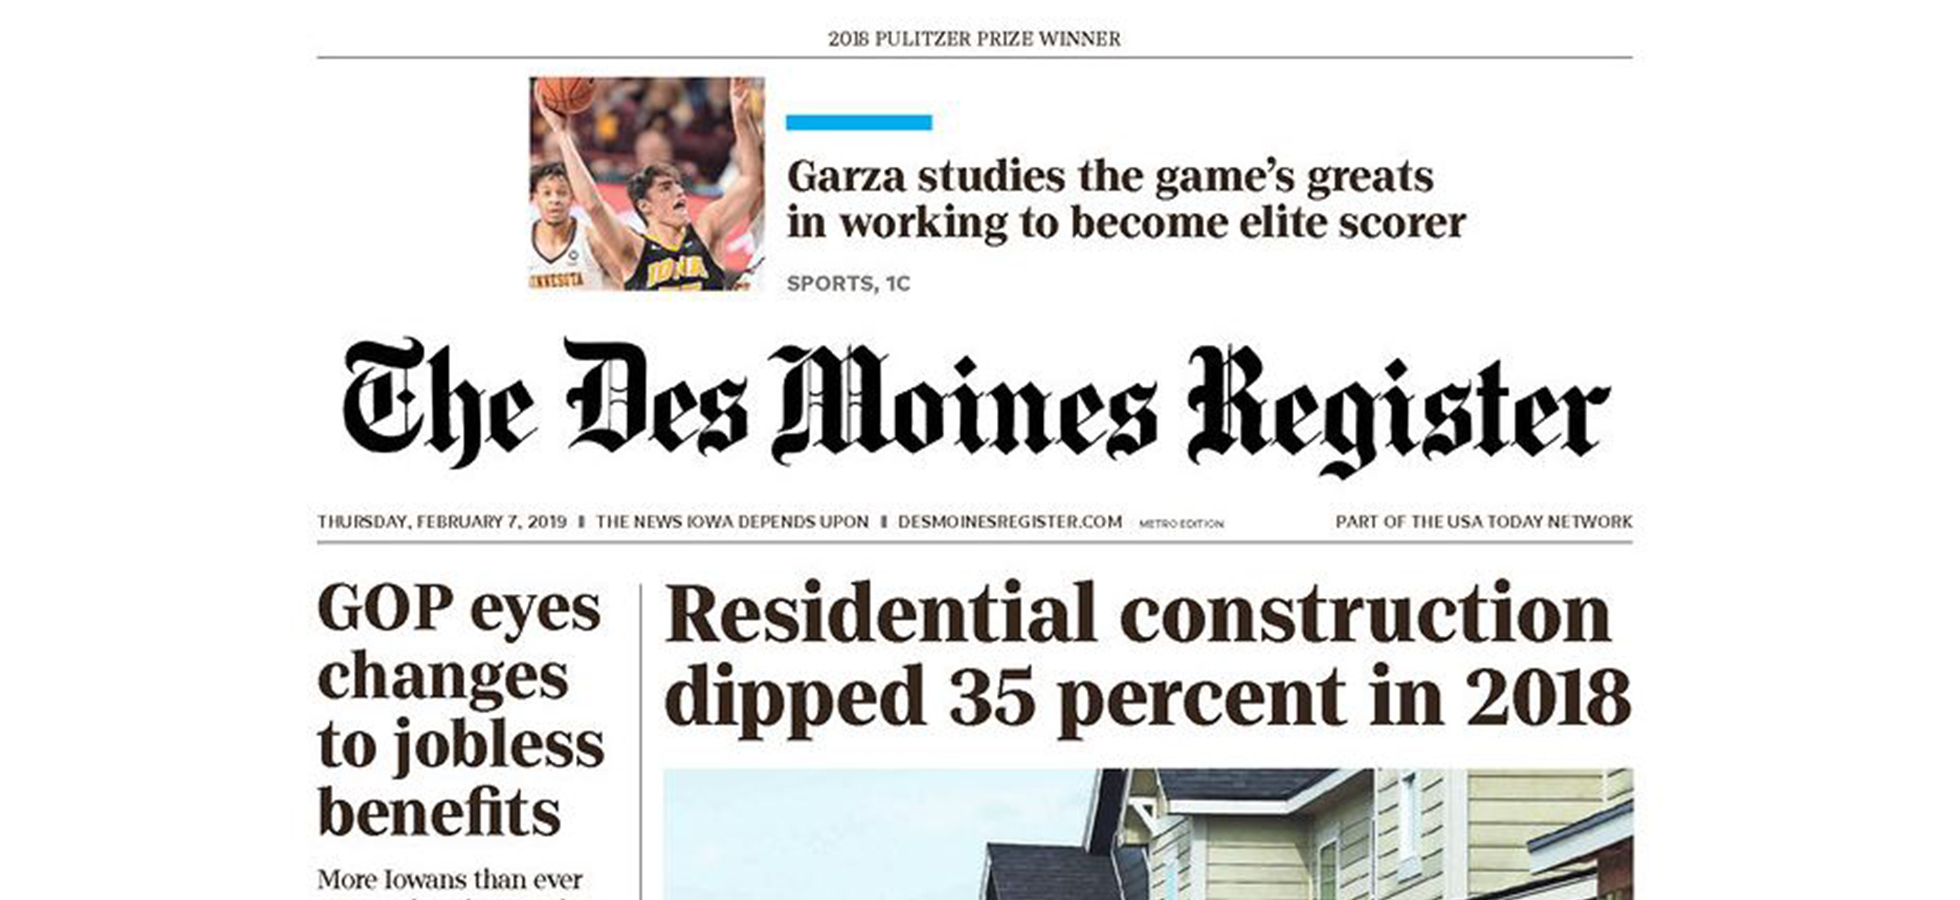 2018 PULITZER PRIZE WINNER
Garza studies the game’s greats
in working to become elite scorer
SPORTS, 1C
INNESOTA
IOWA
The Des Moines Register
THURSDAY, FEBRUARY 7, 2019 THE NEWS IOWA DEPENDS UPON DESMOINESREGISTER.COM METRO EDITION PART OF THE USA TODAY NETWORK
GOP eyes
changes
to jobless
benefits
More Iowans than ever
Residential construction
dipped 35 percent in 2018